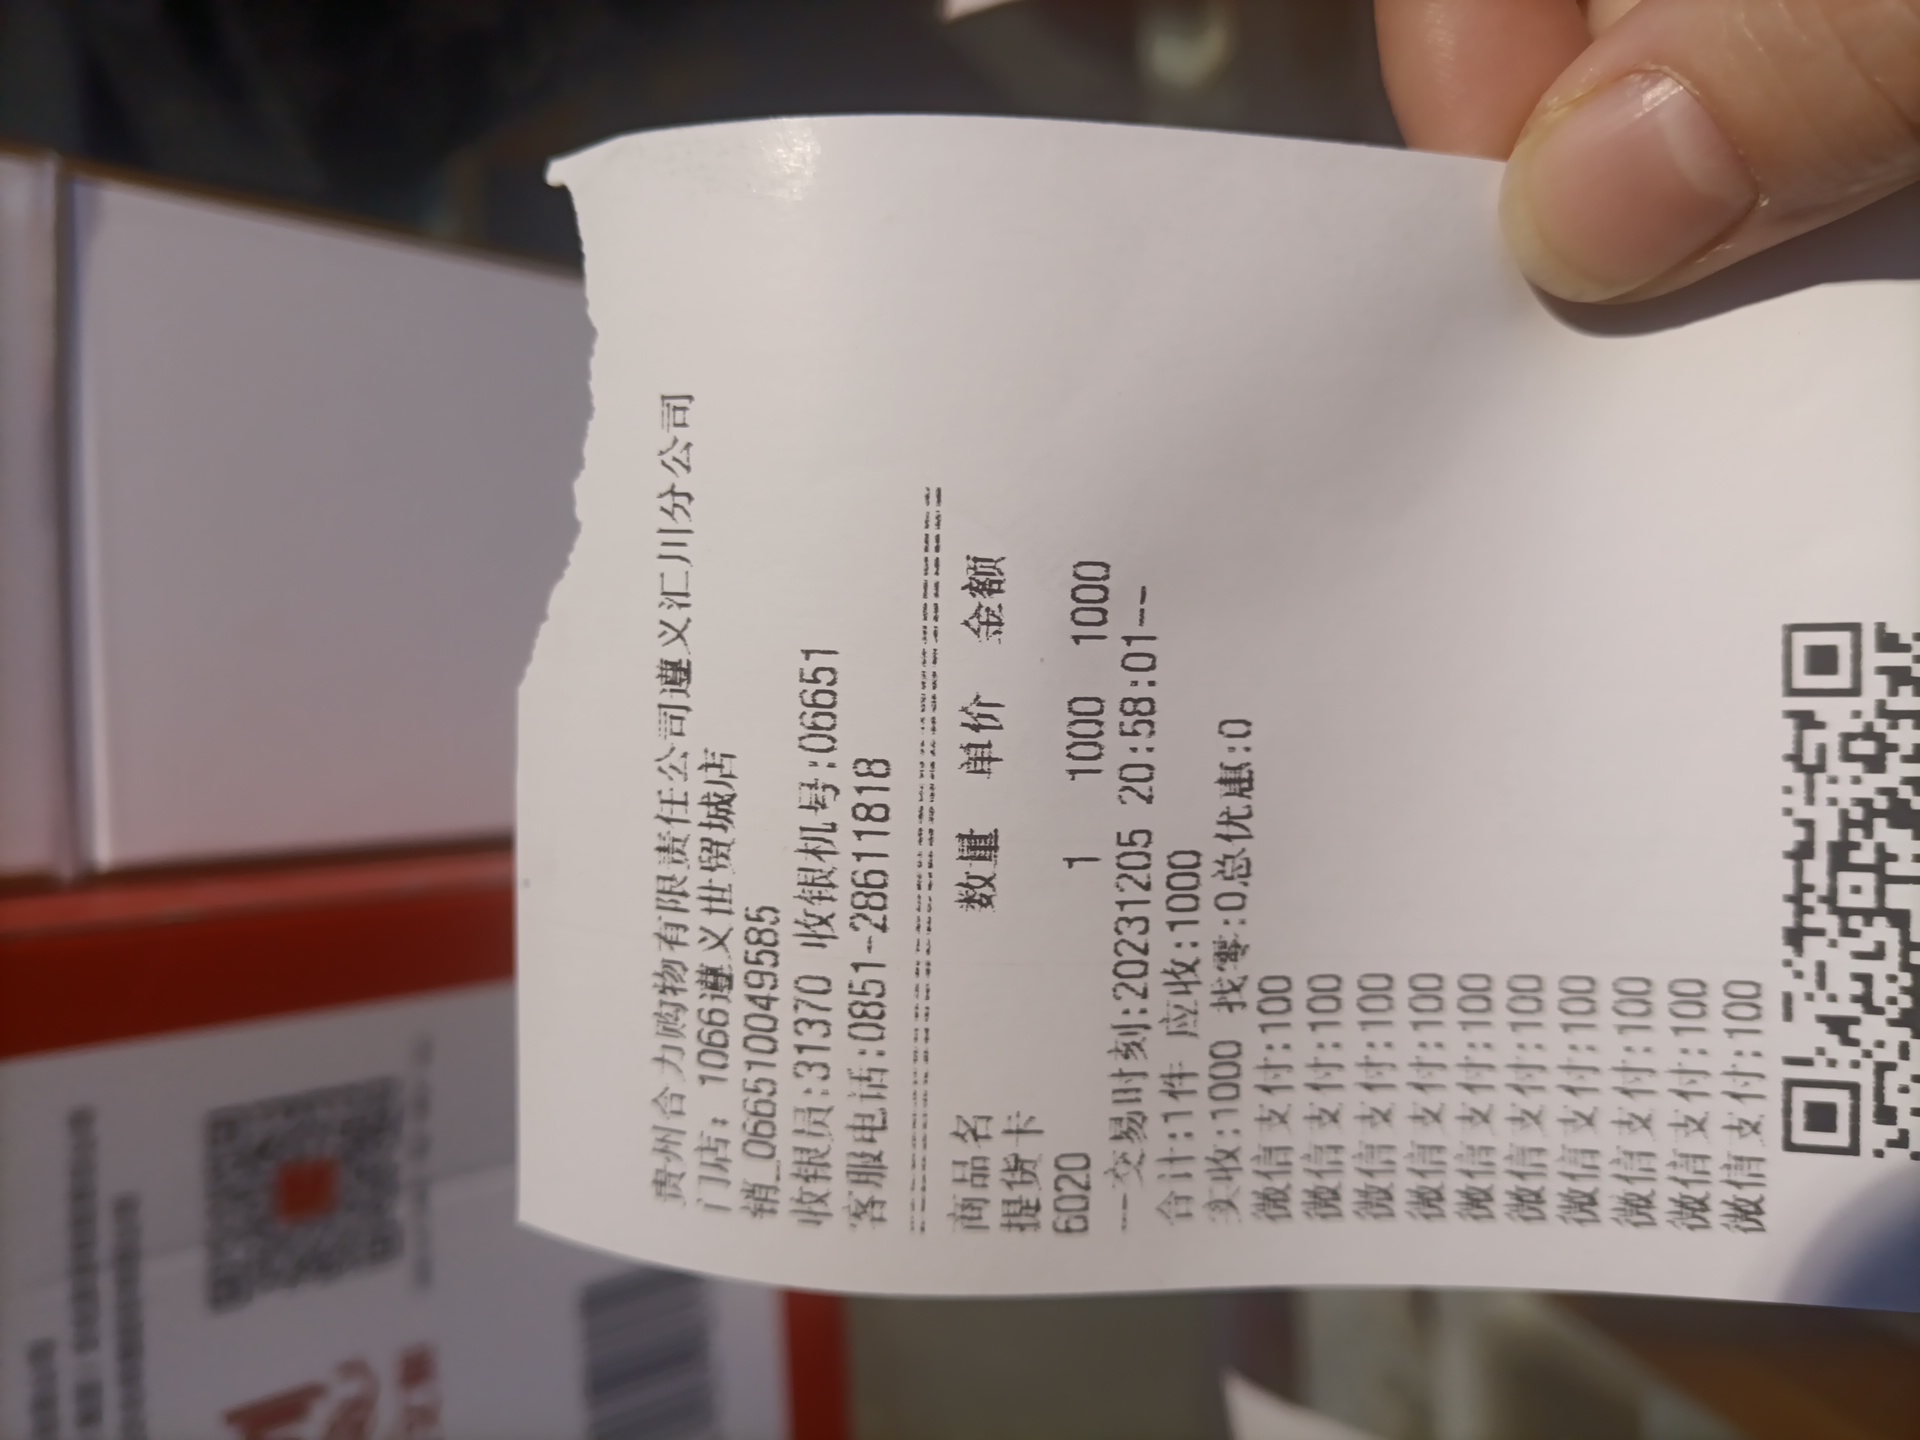 贵州合力购物有限责任公司遵义汇川分公司
门店: 1066遵义世贸城店
销_0665100049585
收银员:31370 收银机号:06651
客服电话:0851-28611818
商品名 数量 单价 金额
提货卡
6020 1 1000 1000
--交易时刻:20231205 20:58:01--
合计:1件 应收:1000
实收:1000 找零:0总优惠:0
微信支付:100
微信支付:100
微信支付:100
微信支付:100
微信支付:100
微信支付:100
微信支付:100
微信支付:100
微信支付:100
微信支付:100